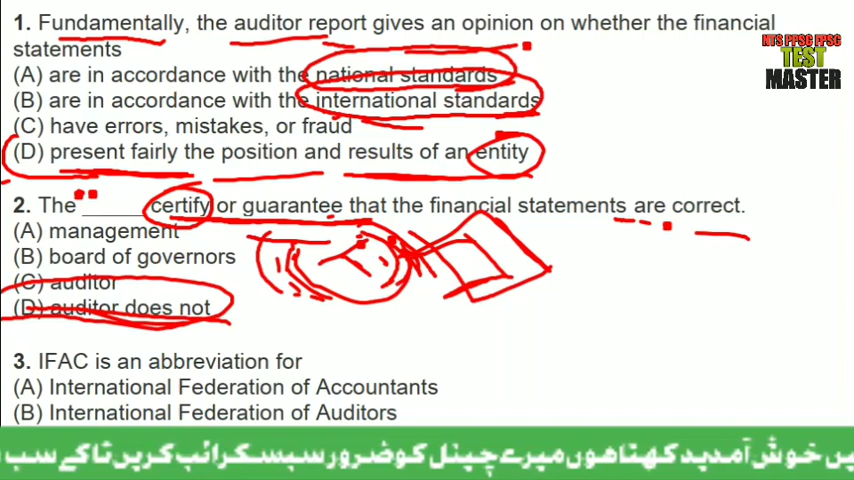 1. Fundamentally, the auditor report gives an opinion on whether the financial
statements
(A) are in accordance with the national standards
(B) are in accordance with the international standards
(C) have errors, mistakes, or fraud
(D) present fairly the position and results of an entity
NTS PPSC FPSC
TEST
MASTER
2. The ______ certify or guarantee that the financial statements are correct.
(A) management
(B) board of governors
(C) auditor
(D) auditor does not
3. IFAC is an abbreviation for
(A) International Federation of Accountants
(B) International Federation of Auditors
یں خوش آمدید کہتا ہوں میرے چینل کو ضرور سبسکرائب کریں تاکے سب